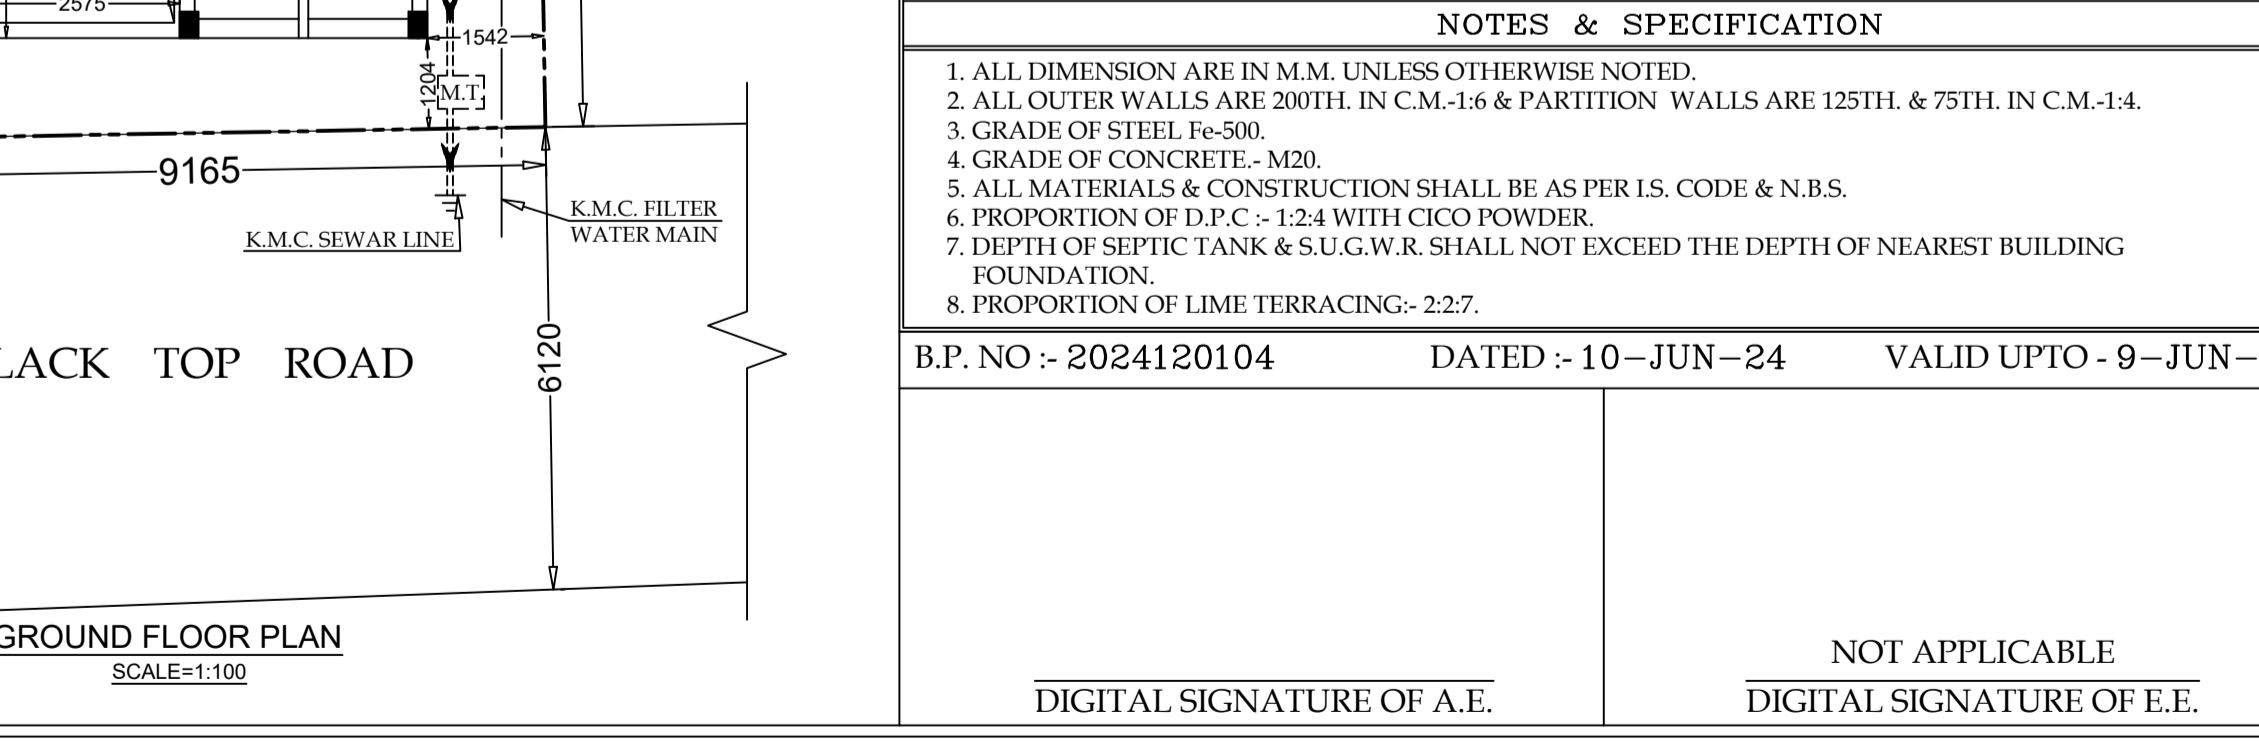 2575
1542
1204
M.T.
9165
K.M.C. FILTER
WATER MAIN
K.M.C. SEWAR LINE
6120
LACK TOP ROAD
GROUND FLOOR PLAN
SCALE=1:100
NOTES & SPECIFICATION
1. ALL DIMENSION ARE IN M.M. UNLESS OTHERWISE NOTED.
2. ALL OUTER WALLS ARE 200TH. IN C.M.-1:6 & PARTITION WALLS ARE 125TH. & 75TH. IN C.M.-1:4.
3. GRADE OF STEEL Fe-500.
4. GRADE OF CONCRETE.- M20.
5. ALL MATERIALS & CONSTRUCTION SHALL BE AS PER I.S. CODE & N.B.S.
6. PROPORTION OF D.P.C :- 1:2:4 WITH CICO POWDER.
7. DEPTH OF SEPTIC TANK & S.U.G.W.R. SHALL NOT EXCEED THE DEPTH OF NEAREST BUILDING
FOUNDATION.
8. PROPORTION OF LIME TERRACING:- 2:2:7.
B.P. NO :- 2024120104 DATED :- 10-JUN-24 VALID UPTO - 9-JUN-
DIGITAL SIGNATURE OF A.E.
NOT APPLICABLE
DIGITAL SIGNATURE OF E.E.